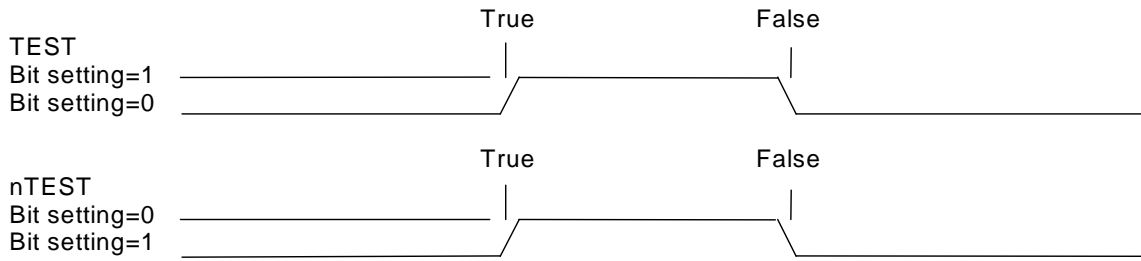 True False
TEST
Bit setting=1
Bit setting=0
True False
nTEST
Bit setting=0
Bit setting=1